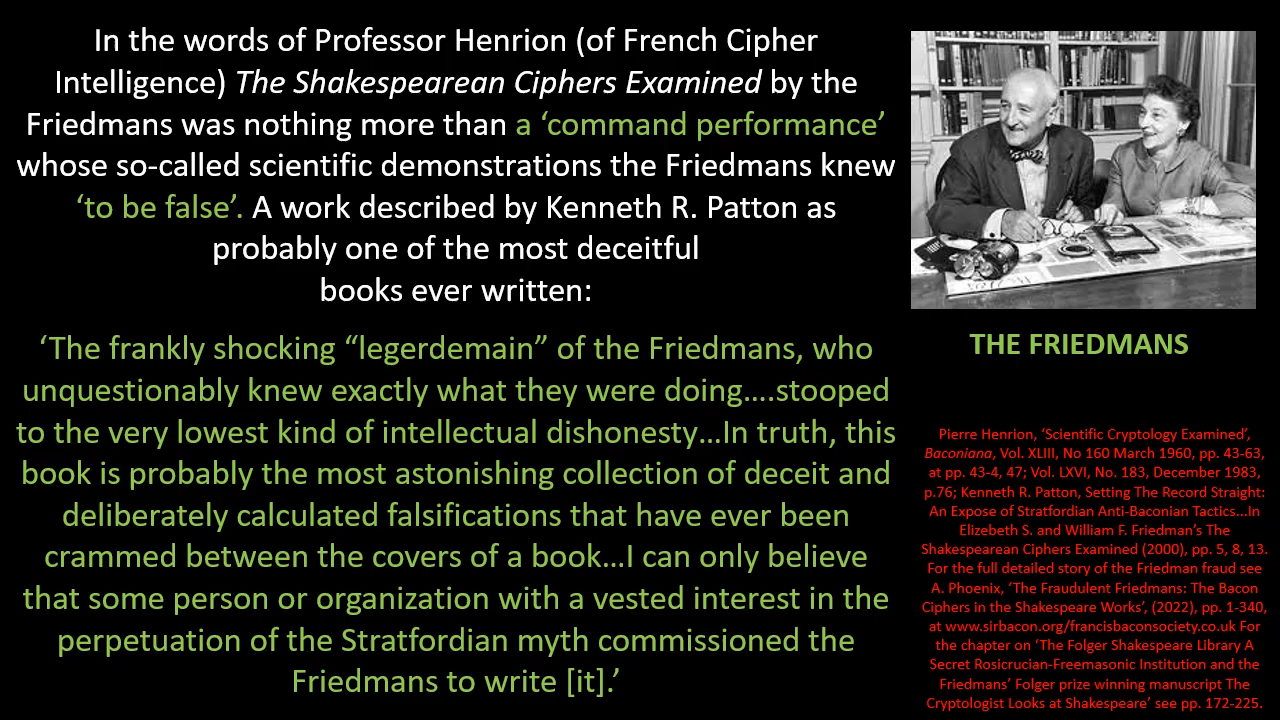 In the words of Professor Henrion (of French Cipher
Intelligence) The Shakespearean Ciphers Examined by the
Friedmans was nothing more than a ‘command performance’
whose so-called scientific demonstrations the Friedmans knew
‘to be false’. A work described by Kenneth R. Patton as
probably one of the most deceitful
books ever written:
‘The frankly shocking “legerdemain” of the Friedmans, who
unquestionably knew exactly what they were doing….stooped
to the very lowest kind of intellectual dishonesty…In truth, this
book is probably the most astonishing collection of deceit and
deliberately calculated falsifications that have ever been
crammed between the covers of a book…I can only believe
that some person or organization with a vested interest in the
perpetuation of the Stratfordian myth commissioned the
Friedmans to write [it].’
THE FRIEDMANS
Pierre Henrion, ‘Scientific Cryptology Examined’,
Baconiana, Vol. XLIII, No 160 March 1960, pp. 43-63,
at pp. 43-4, 47; Vol. LXVI, No. 183, December 1983,
p.76; Kenneth R. Patton, Setting The Record Straight:
An Expose of Stratfordian Anti-Baconian Tactics...In
Elizebeth S. and William F. Friedman’s The
Shakespearean Ciphers Examined (2000), pp. 5, 8, 13.
For the full detailed story of the Friedman fraud see
A. Phoenix, ‘The Fraudulent Friedmans: The Bacon
Ciphers in the Shakespeare Works’, (2022), pp. 1-340,
at www.sirbacon.org/francisbaconsociety.co.uk For
the chapter on ‘The Folger Shakespeare Library A
Secret Rosicrucian-Freemasonic Institution and the
Friedmans’ Folger prize winning manuscript The
Cryptologist Looks at Shakespeare’ see pp. 172-225.